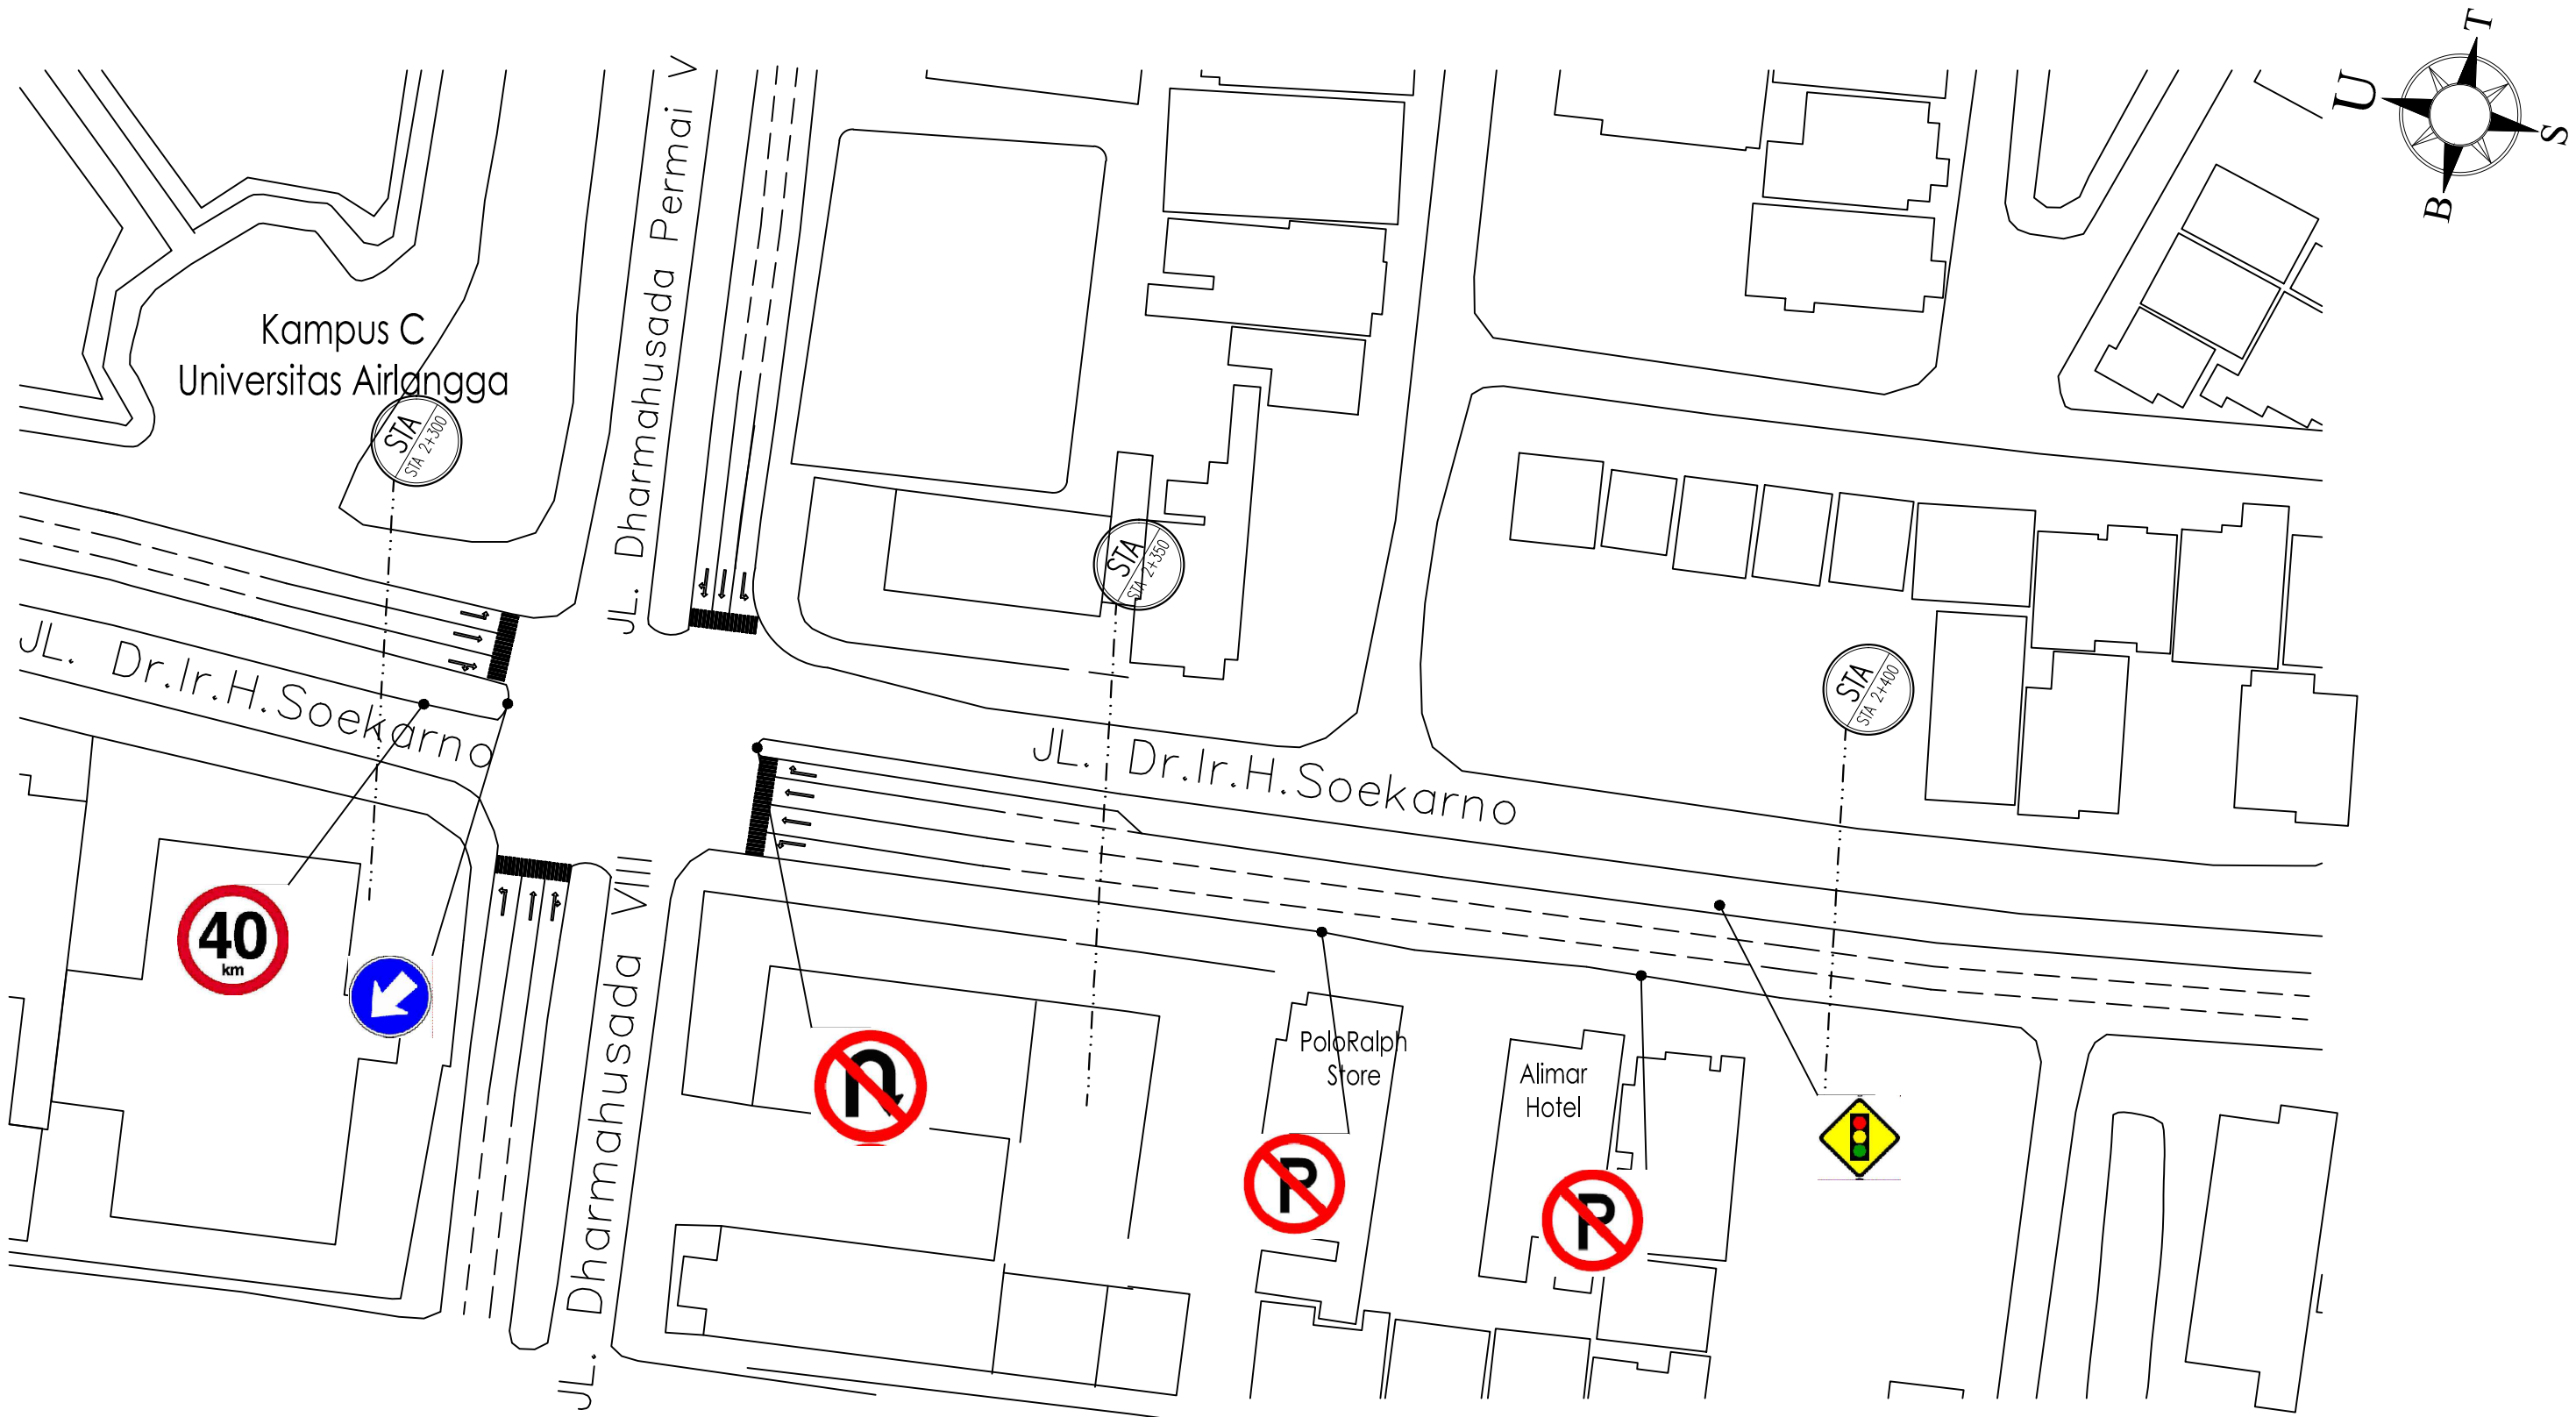 T
U
S
B
JL. Dharmahusada Permai V
Kampus C
Universitas Airlangga
STA
STA 2+300
STA
STA 2+350
STA
STA 2+400
JL. Dr.Ir.H.Soekarno
JL. Dr.Ir.H.Soekarno
JL. Dharmahusada VIII
40
km
PoloRalph
Store
Alimar
Hotel
P
P